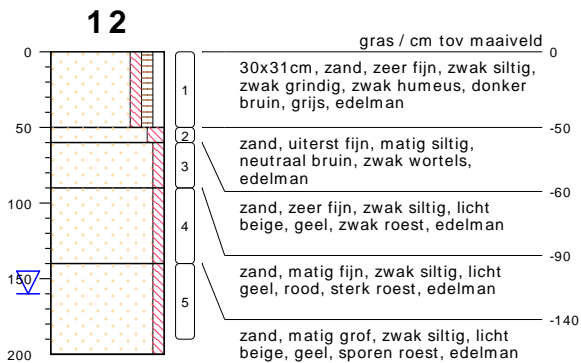 12
gras / cm tov maaiveld
0
0
30x31cm, zand, zeer fijn, zwak siltig,
zwak grindig, zwak humeus, donker
bruin, grijs, edelman
1
50
-50
2
zand, uiterst fijn, matig siltig,
neutraal bruin, zwak wortels,
edelman
3
-60
100
zand, zeer fijn, zwak siltig, licht
beige, geel, zwak roest, edelman
4
-90
150
zand, matig fijn, zwak siltig, licht
geel, rood, sterk roest, edelman
5
-140
200
zand, matig grof, zwak siltig, licht
beige, geel, sporen roest, edelman